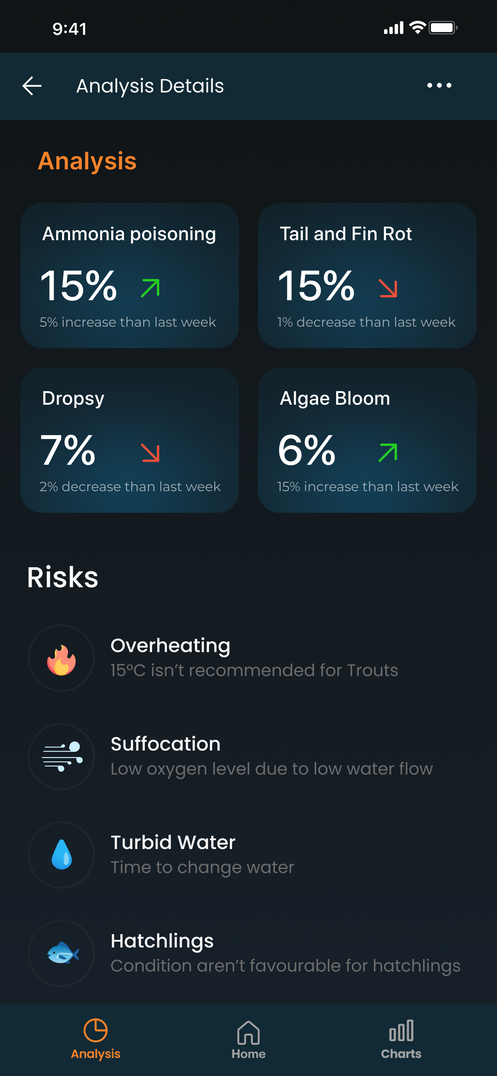 9:41
Analysis Details
Analysis
Ammonia poisoning
15%
5% increase than last week
Tail and Fin Rot
15%
1% decrease than last week
Dropsy
7%
2% decrease than last week
Algae Bloom
6%
15% increase than last week
Risks
Overheating
15°C isn’t recommended for Trouts
Suffocation
Low oxygen level due to low water flow
Turbid Water
Time to change water
Hatchlings
Condition aren’t favourable for hatchlings
Analysis
Home
Charts